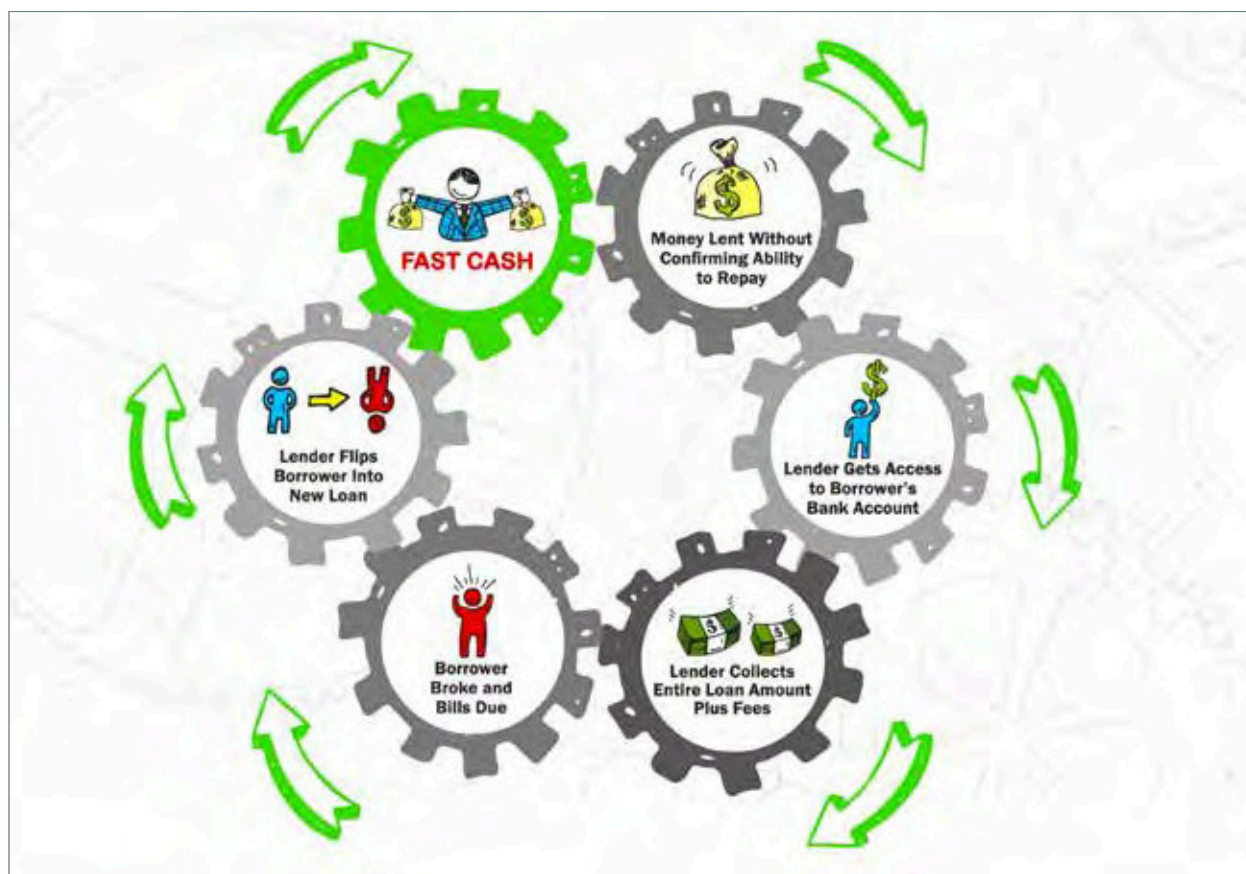 FAST CASH
Money Lent Without
Confirming Ability
to Repay
Lender Gets Access
to Borrower's
Bank Account
Lender Collects
Entire Loan Amount
Plus Fees
Borrower
Broke and
Bills Due
Lender Flips
Borrower Into
New Loan